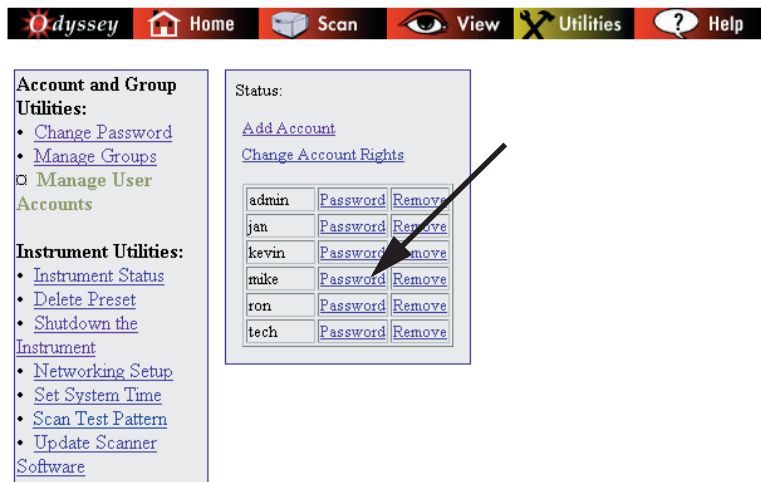 Odyssey Home Scan View Utilities Help
Account and Group
Utilities:
• Change Password
• Manage Groups
¤ Manage User
Accounts
Instrument Utilities:
• Instrument Status
• Delete Preset
• Shutdown the
Instrument
• Networking Setup
• Set System Time
• Scan Test Pattern
• Update Scanner
Software
Status:
Add Account
Change Account Rights
admin Password Remove
jan Password Remove
kevin Password Remove
mike Password Remove
ron Password Remove
tech Password Remove